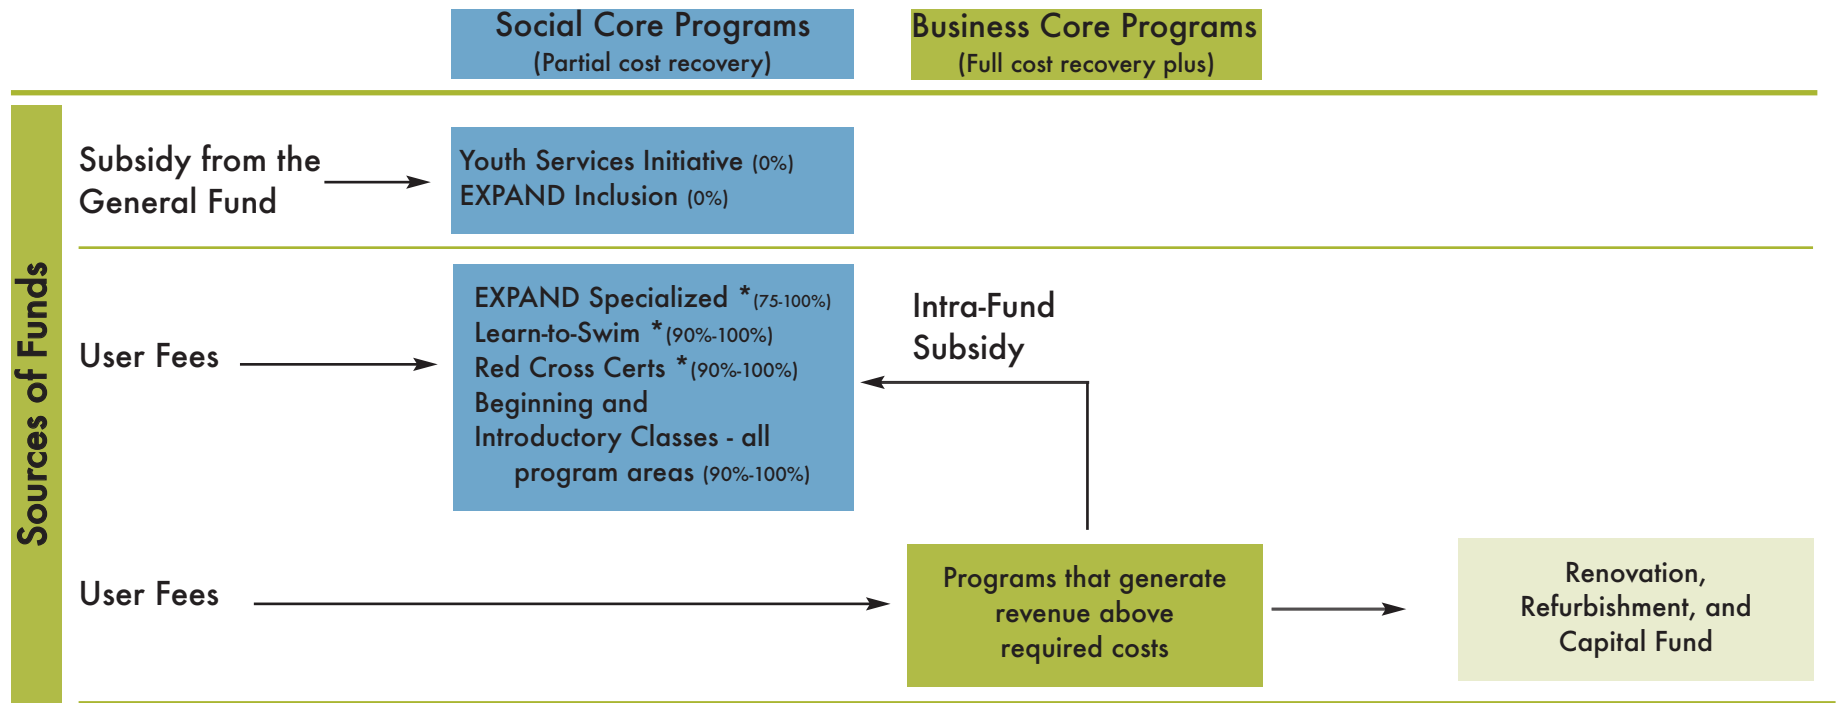 Social Core Programs
(Partial cost recovery)
Business Core Programs
(Full cost recovery plus)
Sources of Funds
Subsidy from the
General Fund
Youth Services Initiative (0%)
EXPAND Inclusion (0%)
User Fees
EXPAND Specialized *(75-100%)
Learn-to-Swim *(90%-100%)
Red Cross Certs *(90%-100%)
Beginning and
Introductory Classes - all
program areas (90%-100%)
Intra-Fund
Subsidy
User Fees
Programs that generate
revenue above
required costs
Renovation,
Refurbishment, and
Capital Fund